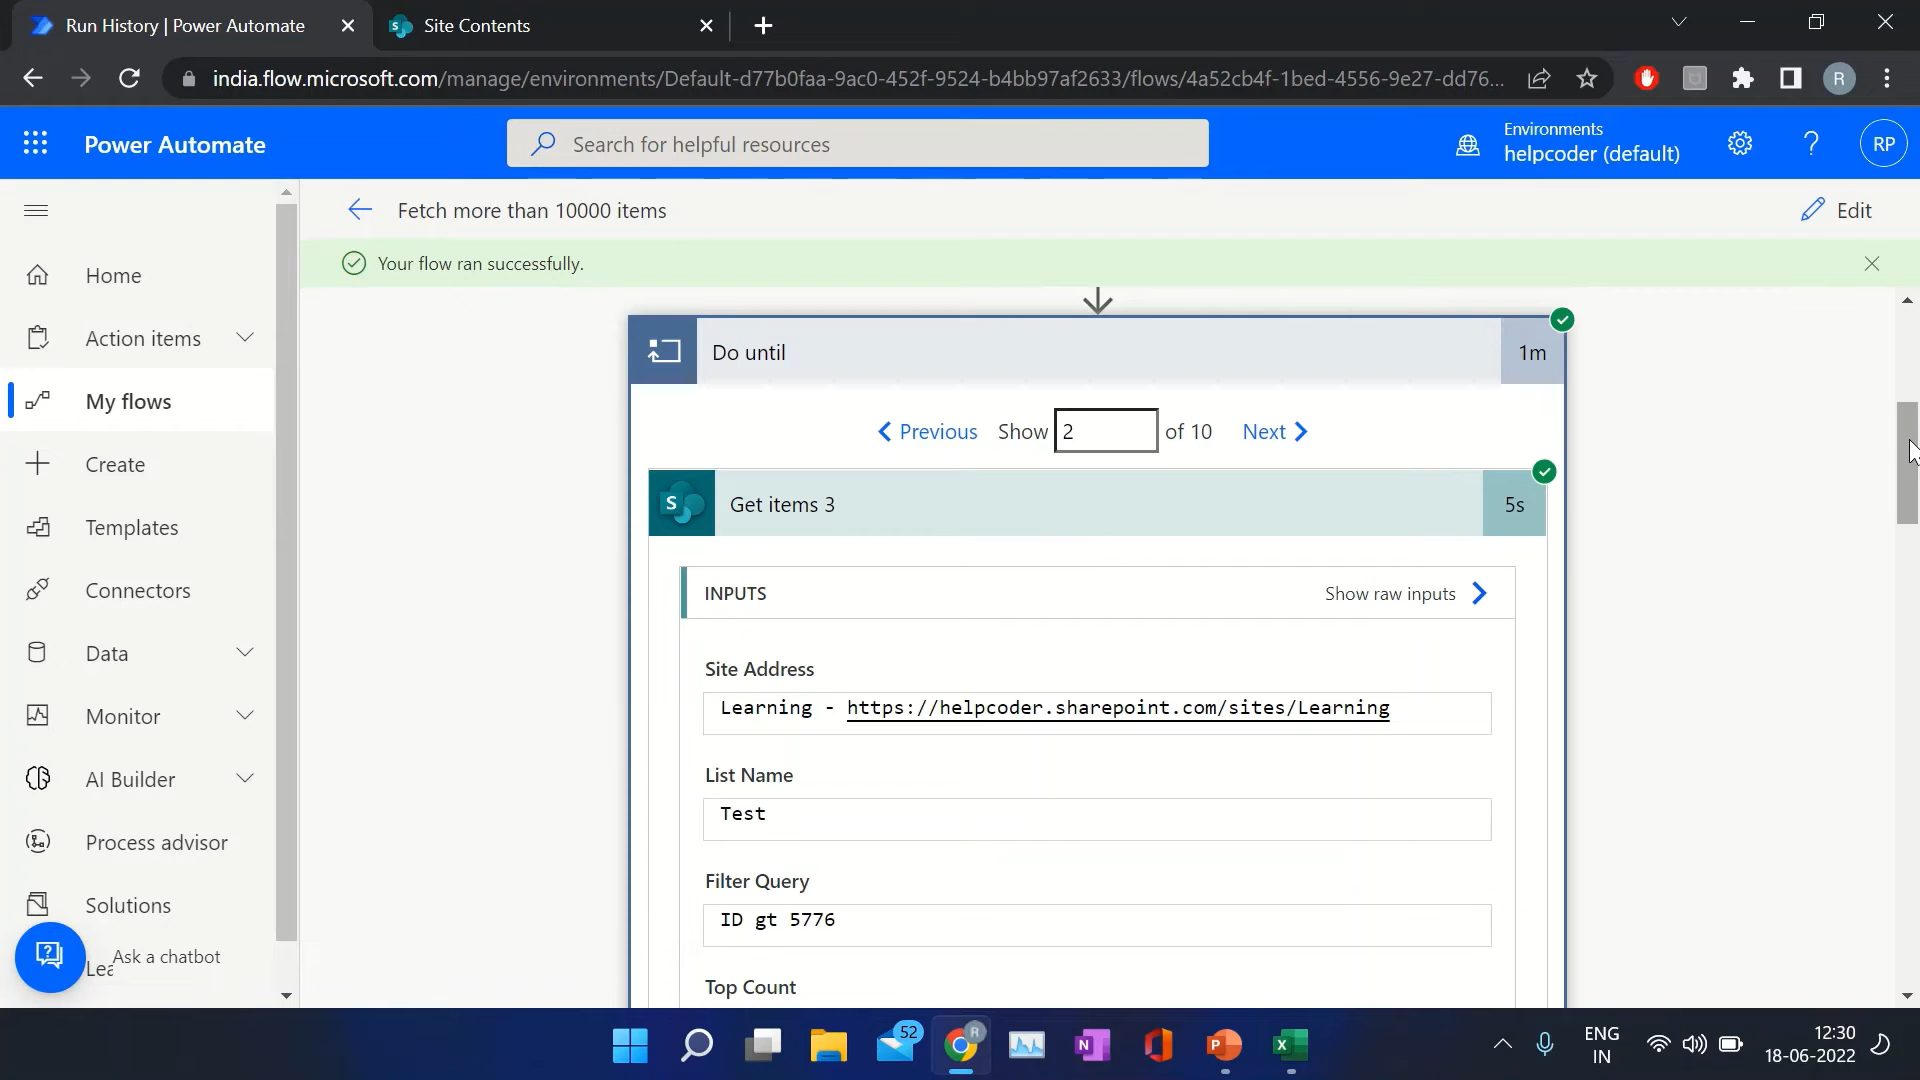 Run History | Power Automate
Site Contents
india.flow.microsoft.com/manage/environments/Default-d77b0faa-9ac0-452f-9524-b4bb97af2633/flows/4a52cb4f-1bed-4556-9e27-dd76...
R
Power Automate
Search for helpful resources
Environments
helpcoder (default)
RP
Fetch more than 10000 items
Edit
Your flow ran successfully.
Home
Action items
My flows
Create
Templates
Connectors
Data
Monitor
AI Builder
Process advisor
Solutions
Lea
Ask a chatbot
Do until
1m
Previous
Show 2 of 10
Next
S
Get items 3
5s
INPUTS
Show raw inputs
Site Address
Learning - https://helpcoder.sharepoint.com/sites/Learning
List Name
Test
Filter Query
ID gt 5776
Top Count
52
R
N
P
X
ENG
IN
12:30
18-06-2022